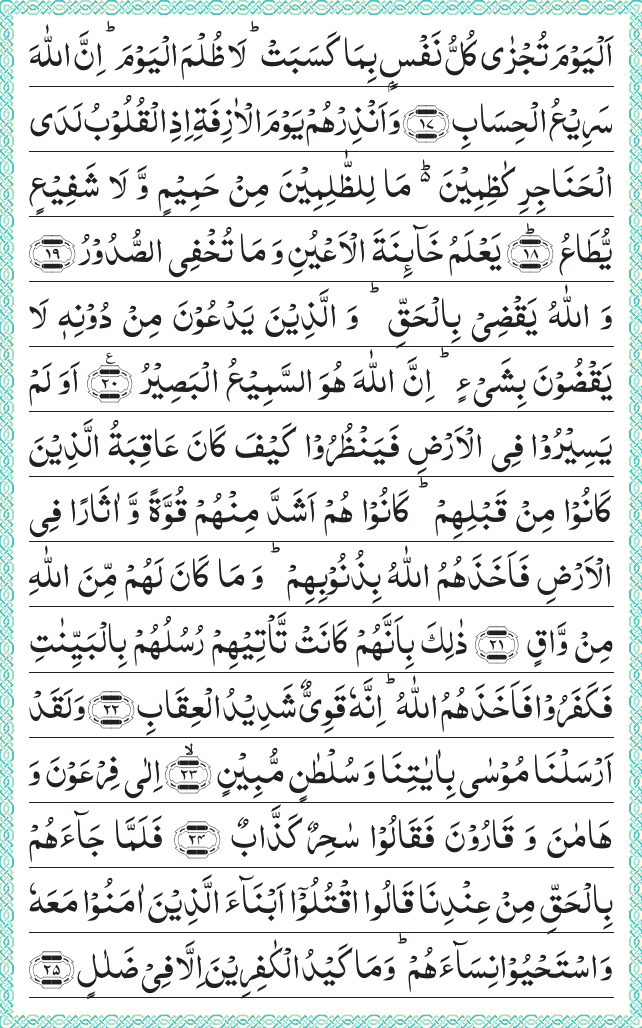 اَلۡیَوۡمَ تُجۡزٰی کُلُّ نَفۡسٍۭ بِمَا کَسَبَتۡ ؕ لَا ظُلۡمَ الۡیَوۡمَ ؕ اِنَّ اللّٰهَ
سَرِیۡعُ الۡحِسَابِ ﴿۱۷﴾ وَ اَنۡذِرۡهُمۡ یَوۡمَ الۡاٰزِفَۃِ اِذِ الۡقُلُوۡبُ لَدَی
الۡحَنَاجِرِ کٰظِمِیۡنَ ۬ؕ مَا لِلظّٰلِمِیۡنَ مِنۡ حَمِیۡمٍ وَّ لَا شَفِیۡعٍ
یُّطَاعُ ﴿ؕ۱۸﴾ یَعۡلَمُ خَآئِنَۃَ الۡاَعۡیُنِ وَ مَا تُخۡفِی الصُّدُوۡرُ ﴿۱۹﴾
وَ اللّٰهُ یَقۡضِیۡ بِالۡحَقِّ ؕ وَ الَّذِیۡنَ یَدۡعُوۡنَ مِنۡ دُوۡنِهٖ لَا
یَقۡضُوۡنَ بِشَیۡءٍ ؕ اِنَّ اللّٰهَ هُوَ السَّمِیۡعُ الۡبَصِیۡرُ ﴿٪۲۰﴾ اَوَ لَمۡ
یَسِیۡرُوۡا فِی الۡاَرۡضِ فَیَنۡظُرُوۡا کَیۡفَ کَانَ عَاقِبَۃُ الَّذِیۡنَ
کَانُوۡا مِنۡ قَبۡلِهِمۡ ؕ کَانُوۡا هُمۡ اَشَدَّ مِنۡهُمۡ قُوَّۃً وَّ اٰثَارًا فِی
الۡاَرۡضِ فَاَخَذَهُمُ اللّٰهُ بِذُنُوۡبِهِمۡ ؕ وَ مَا کَانَ لَهُمۡ مِّنَ اللّٰهِ
مِنۡ وَّاقٍ ﴿۲۱﴾ ذٰلِکَ بِاَنَّهُمۡ کَانَتۡ تَّاۡتِیۡهِمۡ رُسُلُهُمۡ بِالۡبَیِّنٰتِ
فَکَفَرُوۡا فَاَخَذَهُمُ اللّٰهُ ؕ اِنَّهٗ قَوِیٌّ شَدِیۡدُ الۡعِقَابِ ﴿۲۲﴾ وَ لَقَدۡ
اَرۡسَلۡنَا مُوۡسٰی بِاٰیٰتِنَا وَ سُلۡطٰنٍ مُّبِیۡنٍ ﴿ۙ۲۳﴾ اِلٰی فِرۡعَوۡنَ وَ
هَامٰنَ وَ قَارُوۡنَ فَقَالُوۡا سٰحِرٌ کَذَّابٌ ﴿۲۴﴾ فَلَمَّا جَآءَهُمۡ
بِالۡحَقِّ مِنۡ عِنۡدِنَا قَالُوا اقۡتُلُوۡۤا اَبۡنَآءَ الَّذِیۡنَ اٰمَنُوۡا مَعَهٗ
وَ اسۡتَحۡیُوۡا نِسَآءَهُمۡ ؕ وَ مَا کَیۡدُ الۡکٰفِرِیۡنَ اِلَّا فِیۡ ضَلٰلٍ ﴿۲۵﴾